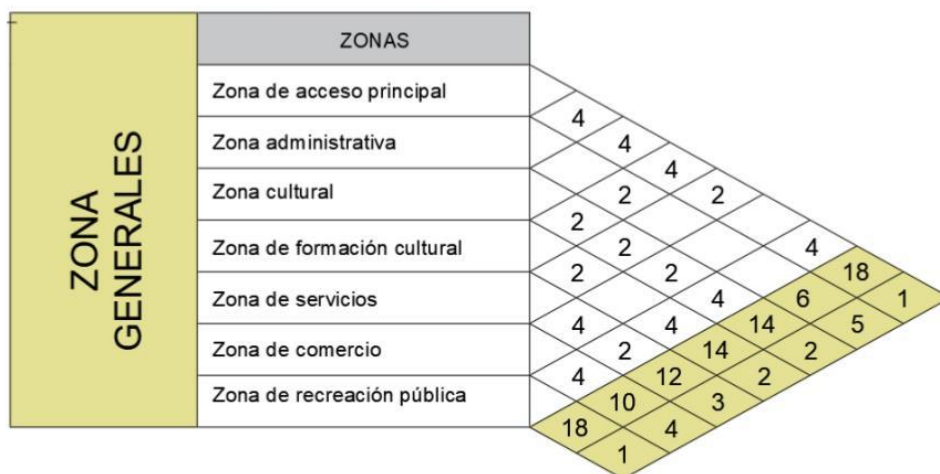 ZONA
GENERALES
ZONAS
Zona de acceso principal
Zona administrativa
Zona cultural
Zona de formación cultural
Zona de servicios
Zona de comercio
Zona de recreación pública
4
4
4
2 2
2 4
2 18
2 2 6 1
4 14 5
4 4 14 2
2 12 2
4 10 3
18 4
1